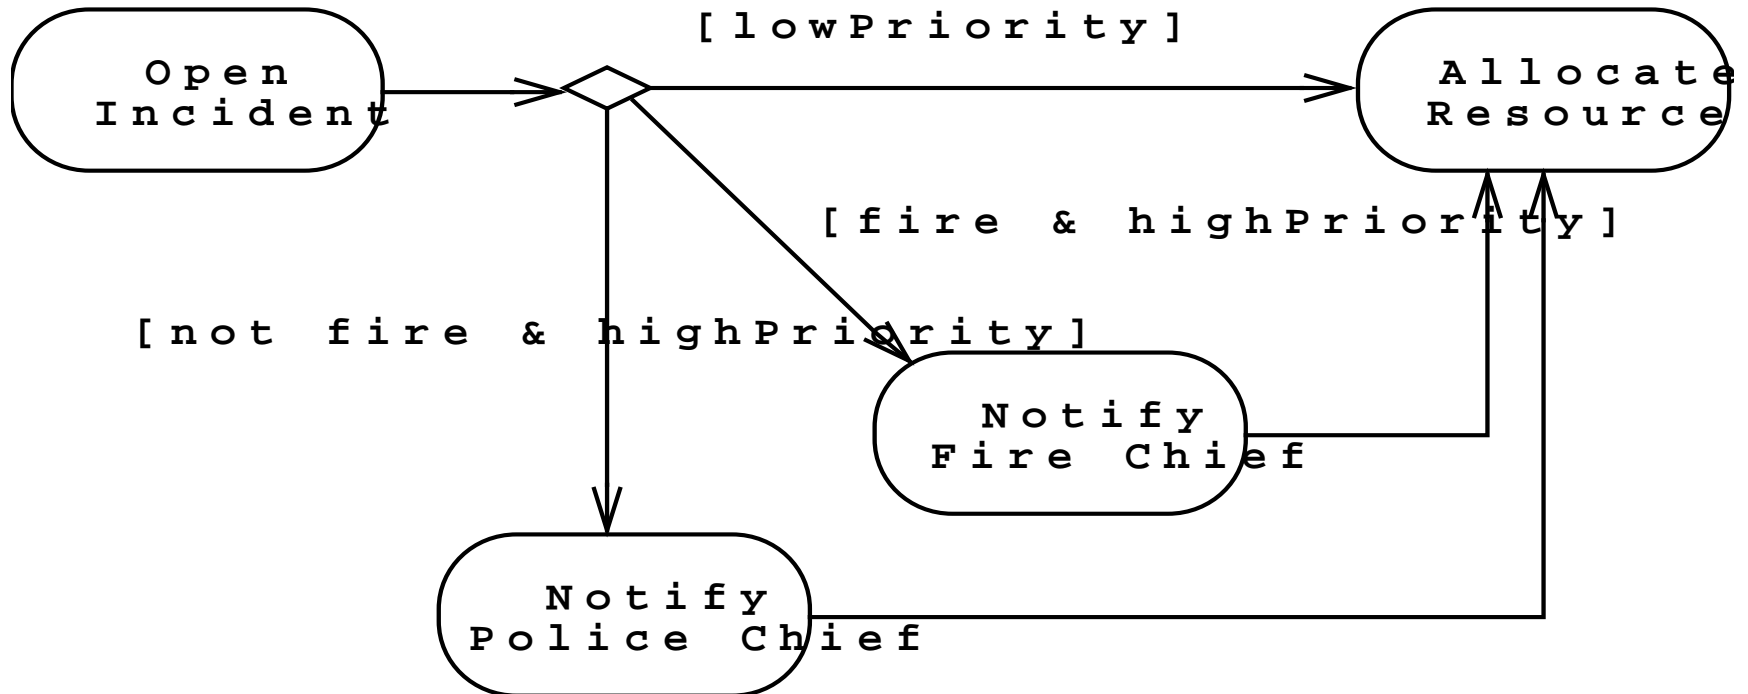 [lowPriority]
Open
Incident
Allocate
Resource
[fire & highPriority]
[not fire & highPriority]
Notify
Fire Chief
Notify
Police Chief